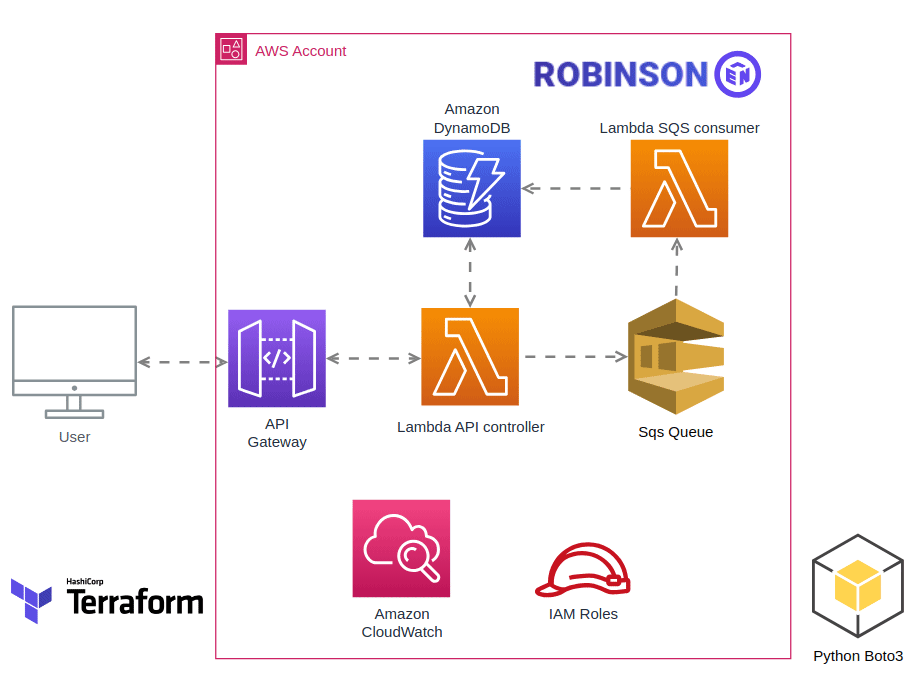 AWS Account
ROBINSON EN
Amazon
DynamoDB
Lambda SQS consumer
User
API
Gateway
Lambda API controller
Sqs Queue
HashiCorp
Terraform
Amazon
CloudWatch
IAM Roles
Python Boto3